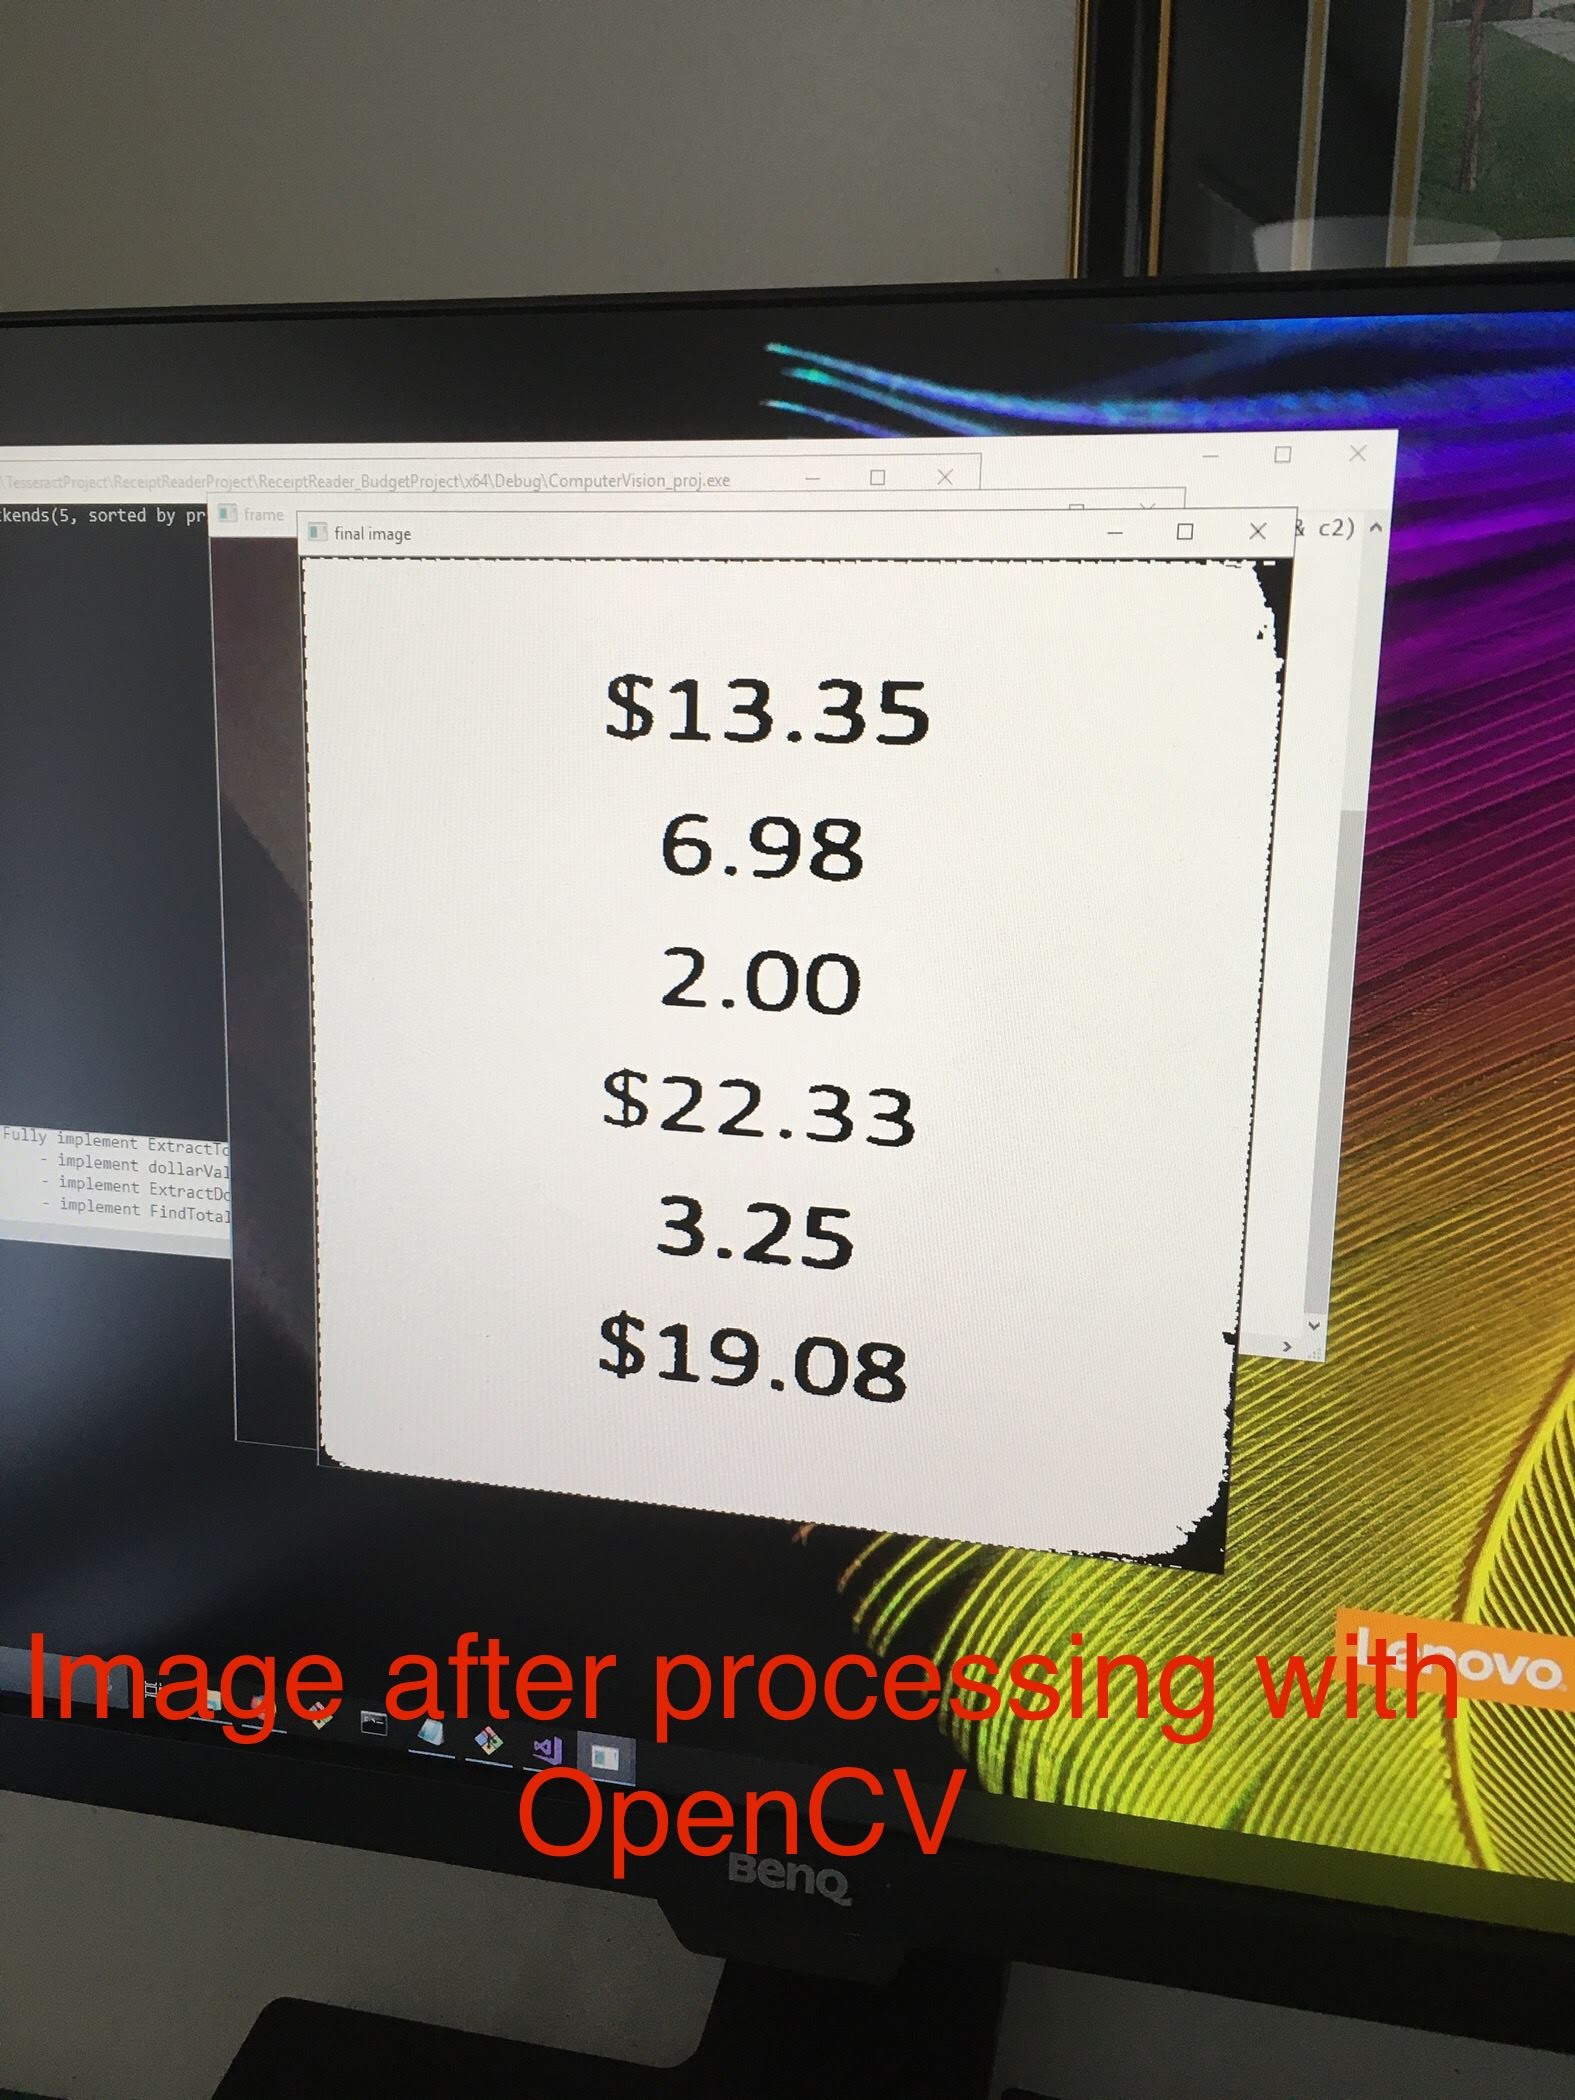 \TesseractProject\ReceiptReaderProject\ReceiptReader_BudgetProject\x64\Debug\ComputerVision_proj.exe
kends(5, sorted by pr
frame
final image
& c2)
$13.35
6.98
2.00
$22.33
3.25
$19.08
Fully implement ExtractTo
- implement dollarVal
- implement ExtractDo
- implement FindTotal
Lenovo
Image after processing with
OpenCV
BenQ